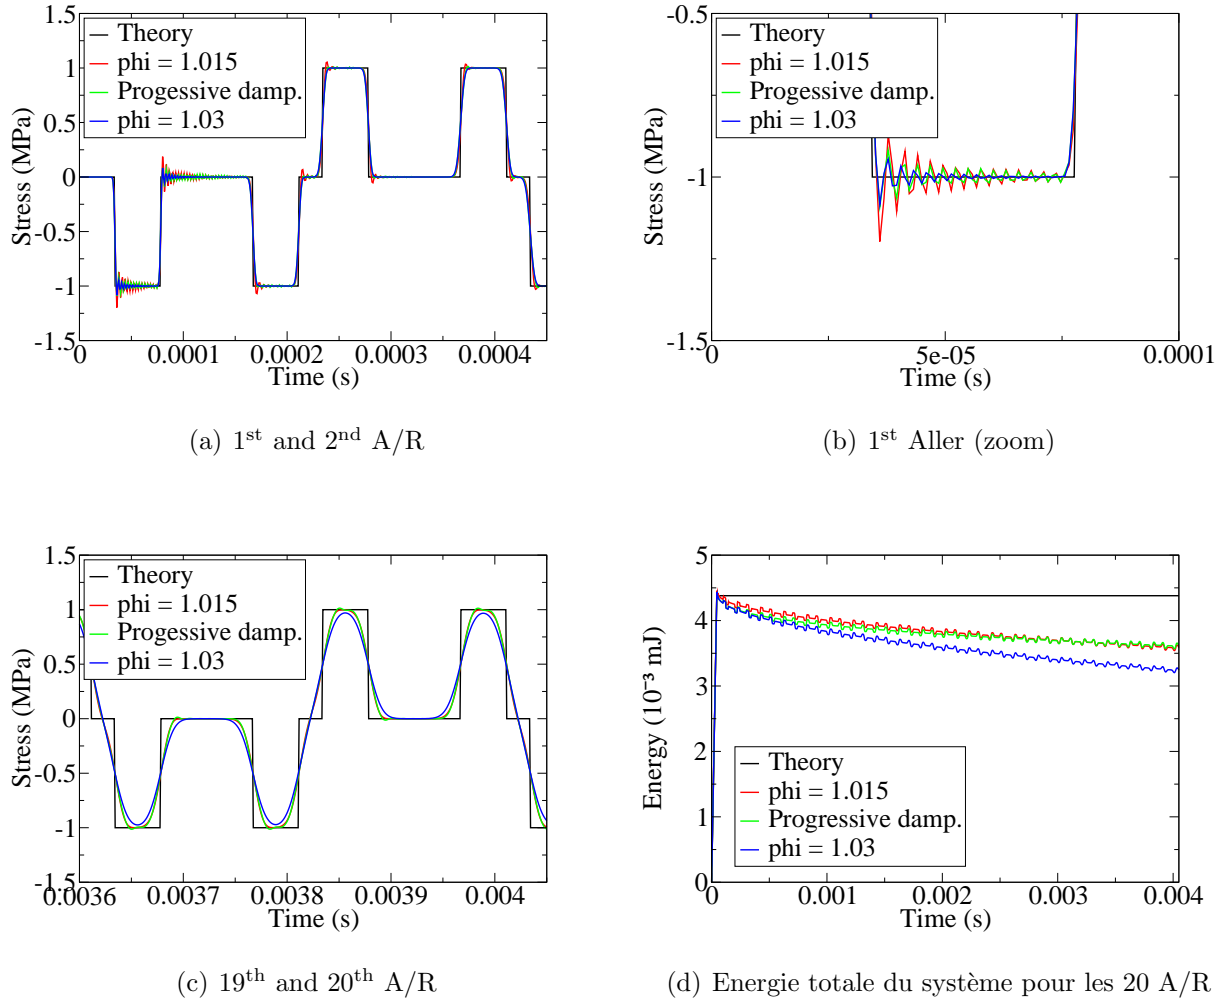 1.5
1
0.5
0
-0.5
-1
-1.5
Stress (MPa)
Theory
phi = 1.015
Progessive damp.
phi = 1.03
0 0.0001 0.0002 0.0003 0.0004
Time (s)
(a) 1st and 2nd A/R
-0.5
-1
-1.5
Stress (MPa)
Theory
phi = 1.015
Progessive damp.
phi = 1.03
0 5e-05 0.0001
Time (s)
(b) 1st Aller (zoom)
1.5
1
0.5
0
-0.5
-1
-1.5
Stress (MPa)
Theory
phi = 1.015
Progessive damp.
phi = 1.03
0.0036 0.0037 0.0038 0.0039 0.004
Time (s)
(c) 19th and 20th A/R
5
4
3
2
1
0
Energy (10⁻³ mJ)
Theory
phi = 1.015
Progressive damp.
phi = 1.03
0 0.001 0.002 0.003 0.004
Time (s)
(d) Energie totale du système pour les 20 A/R